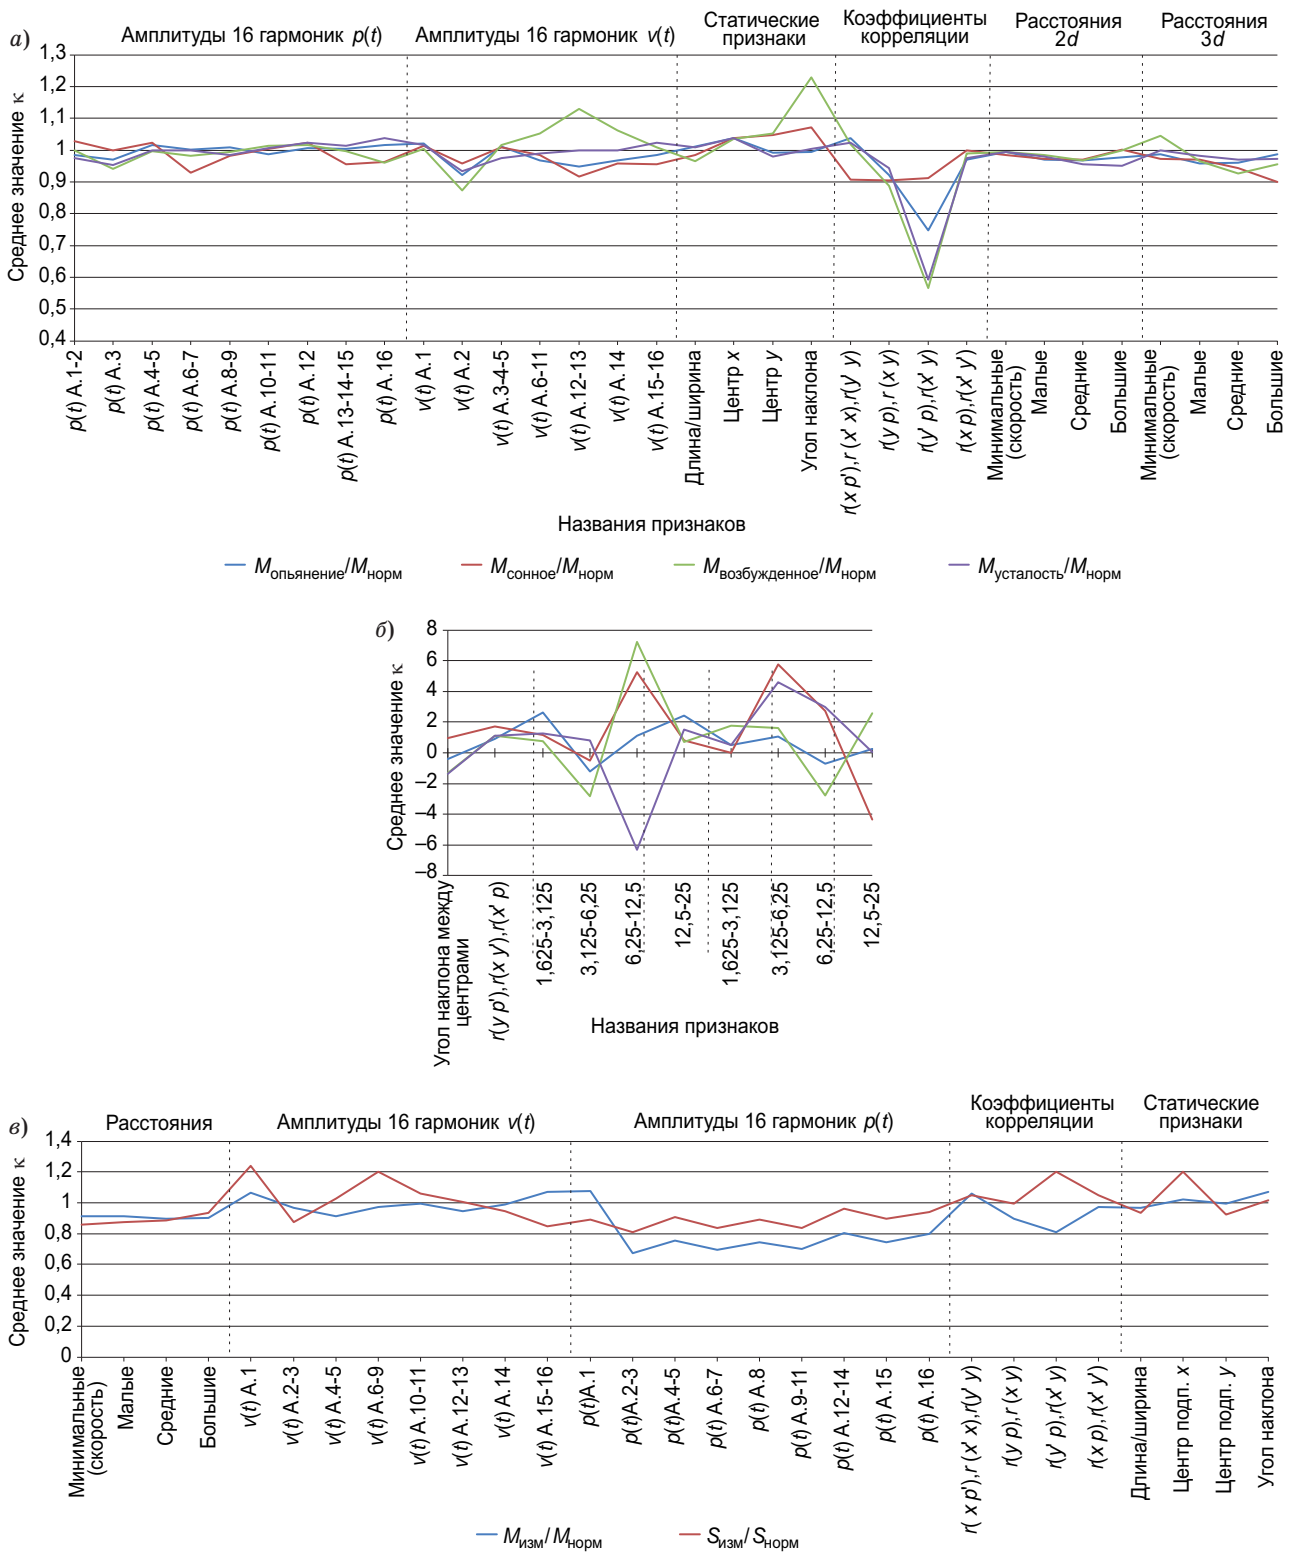 а)
Амплитуды 16 гармоник p(t)
Амплитуды 16 гармоник v(t)
Статические
признаки
Коэффициенты
корреляции
Расстояния
2d
Расстояния
3d
Среднее значение κ
1,3
1,2
1,1
1
0,9
0,8
0,7
0,6
0,5
0,4
p(t) A.1-2
p(t) A.3
p(t) A.4-5
p(t) A.6-7
p(t) A.8-9
p(t) A.10-11
p(t) A.12
p(t) A.13-14-15
p(t) A.16
v(t) A.1
v(t) A.2
v(t) A.3-4-5
v(t) A.6-11
v(t) A.12-13
v(t) A.14
v(t) A.15-16
Длина/ширина
Центр x
Центр y
Угол наклона
r(x p'),r (x' x),r(y' y)
r(y p),r (x y)
r(y' p),r(x' y)
r(x p),r(x' y')
Минимальные
(скорость)
Малые
Средние
Большие
Минимальные
(скорость)
Малые
Средние
Большие
Названия признаков
Mопьянение/Mнорм
Mсонное/Mнорм
Mвозбужденное/Mнорм
Mусталость/Mнорм
б)
Среднее значение κ
8
6
4
2
0
–2
–4
–6
–8
Угол наклона между
центрами
r(y p'),r(x y'),r(x' p)
1,625-3,125
3,125-6,25
6,25-12,5
12,5-25
1,625-3,125
3,125-6,25
6,25-12,5
12,5-25
Названия признаков
в)
Расстояния
Амплитуды 16 гармоник v(t)
Амплитуды 16 гармоник p(t)
Коэффициенты
корреляции
Статические
признаки
Среднее значение κ
1,4
1,2
1
0,8
0,6
0,4
0,2
0
Минимальные
(скорость)
Малые
Средние
Большие
v(t) A.1
v(t) A.2-3
v(t) A.4-5
v(t) A.6-9
v(t) A.10-11
v(t) A.12-13
v(t) A.14
v(t) A.15-16
p(t)A.1
p(t)A.2-3
p(t)A.4-5
p(t) A.6-7
p(t) A.8
p(t) A.9-11
p(t) A.12-14
p(t) A.15
p(t) A.16
r( x p'),r (x' x),r(y' y)
r(y p),r (x y)
r(y' p),r(x' y)
r(x p),r(x' y')
Длина/ширина
Центр подп. x
Центр подп. y
Угол наклона
Mизм/Mнорм
Sизм/Sнорм